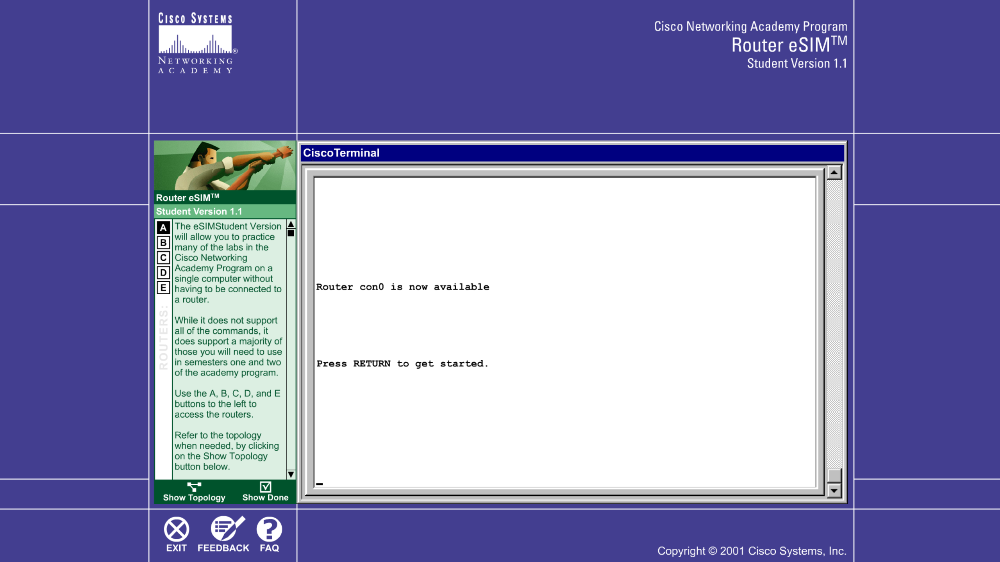 CISCO SYSTEMS
®
NETWORKING
ACADEMY
Cisco Networking Academy Program
Router eSIM™
Student Version 1.1
Router eSIM™
Student Version 1.1
A
B
C
D
E
ROUTERS:
The eSIMStudent Version
will allow you to practice
many of the labs in the
Cisco Networking
Academy Program on a
single computer without
having to be connected to
a router.
While it does not support
all of the commands, it
does support a majority of
those you will need to use
in semesters one and two
of the academy program.
Use the A, B, C, D, and E
buttons to the left to
access the routers.
Refer to the topology
when needed, by clicking
on the Show Topology
button below.
Show Topology
Show Done
CiscoTerminal
Router con0 is now available
Press RETURN to get started.
EXIT
FEEDBACK
FAQ
Copyright © 2001 Cisco Systems, Inc.